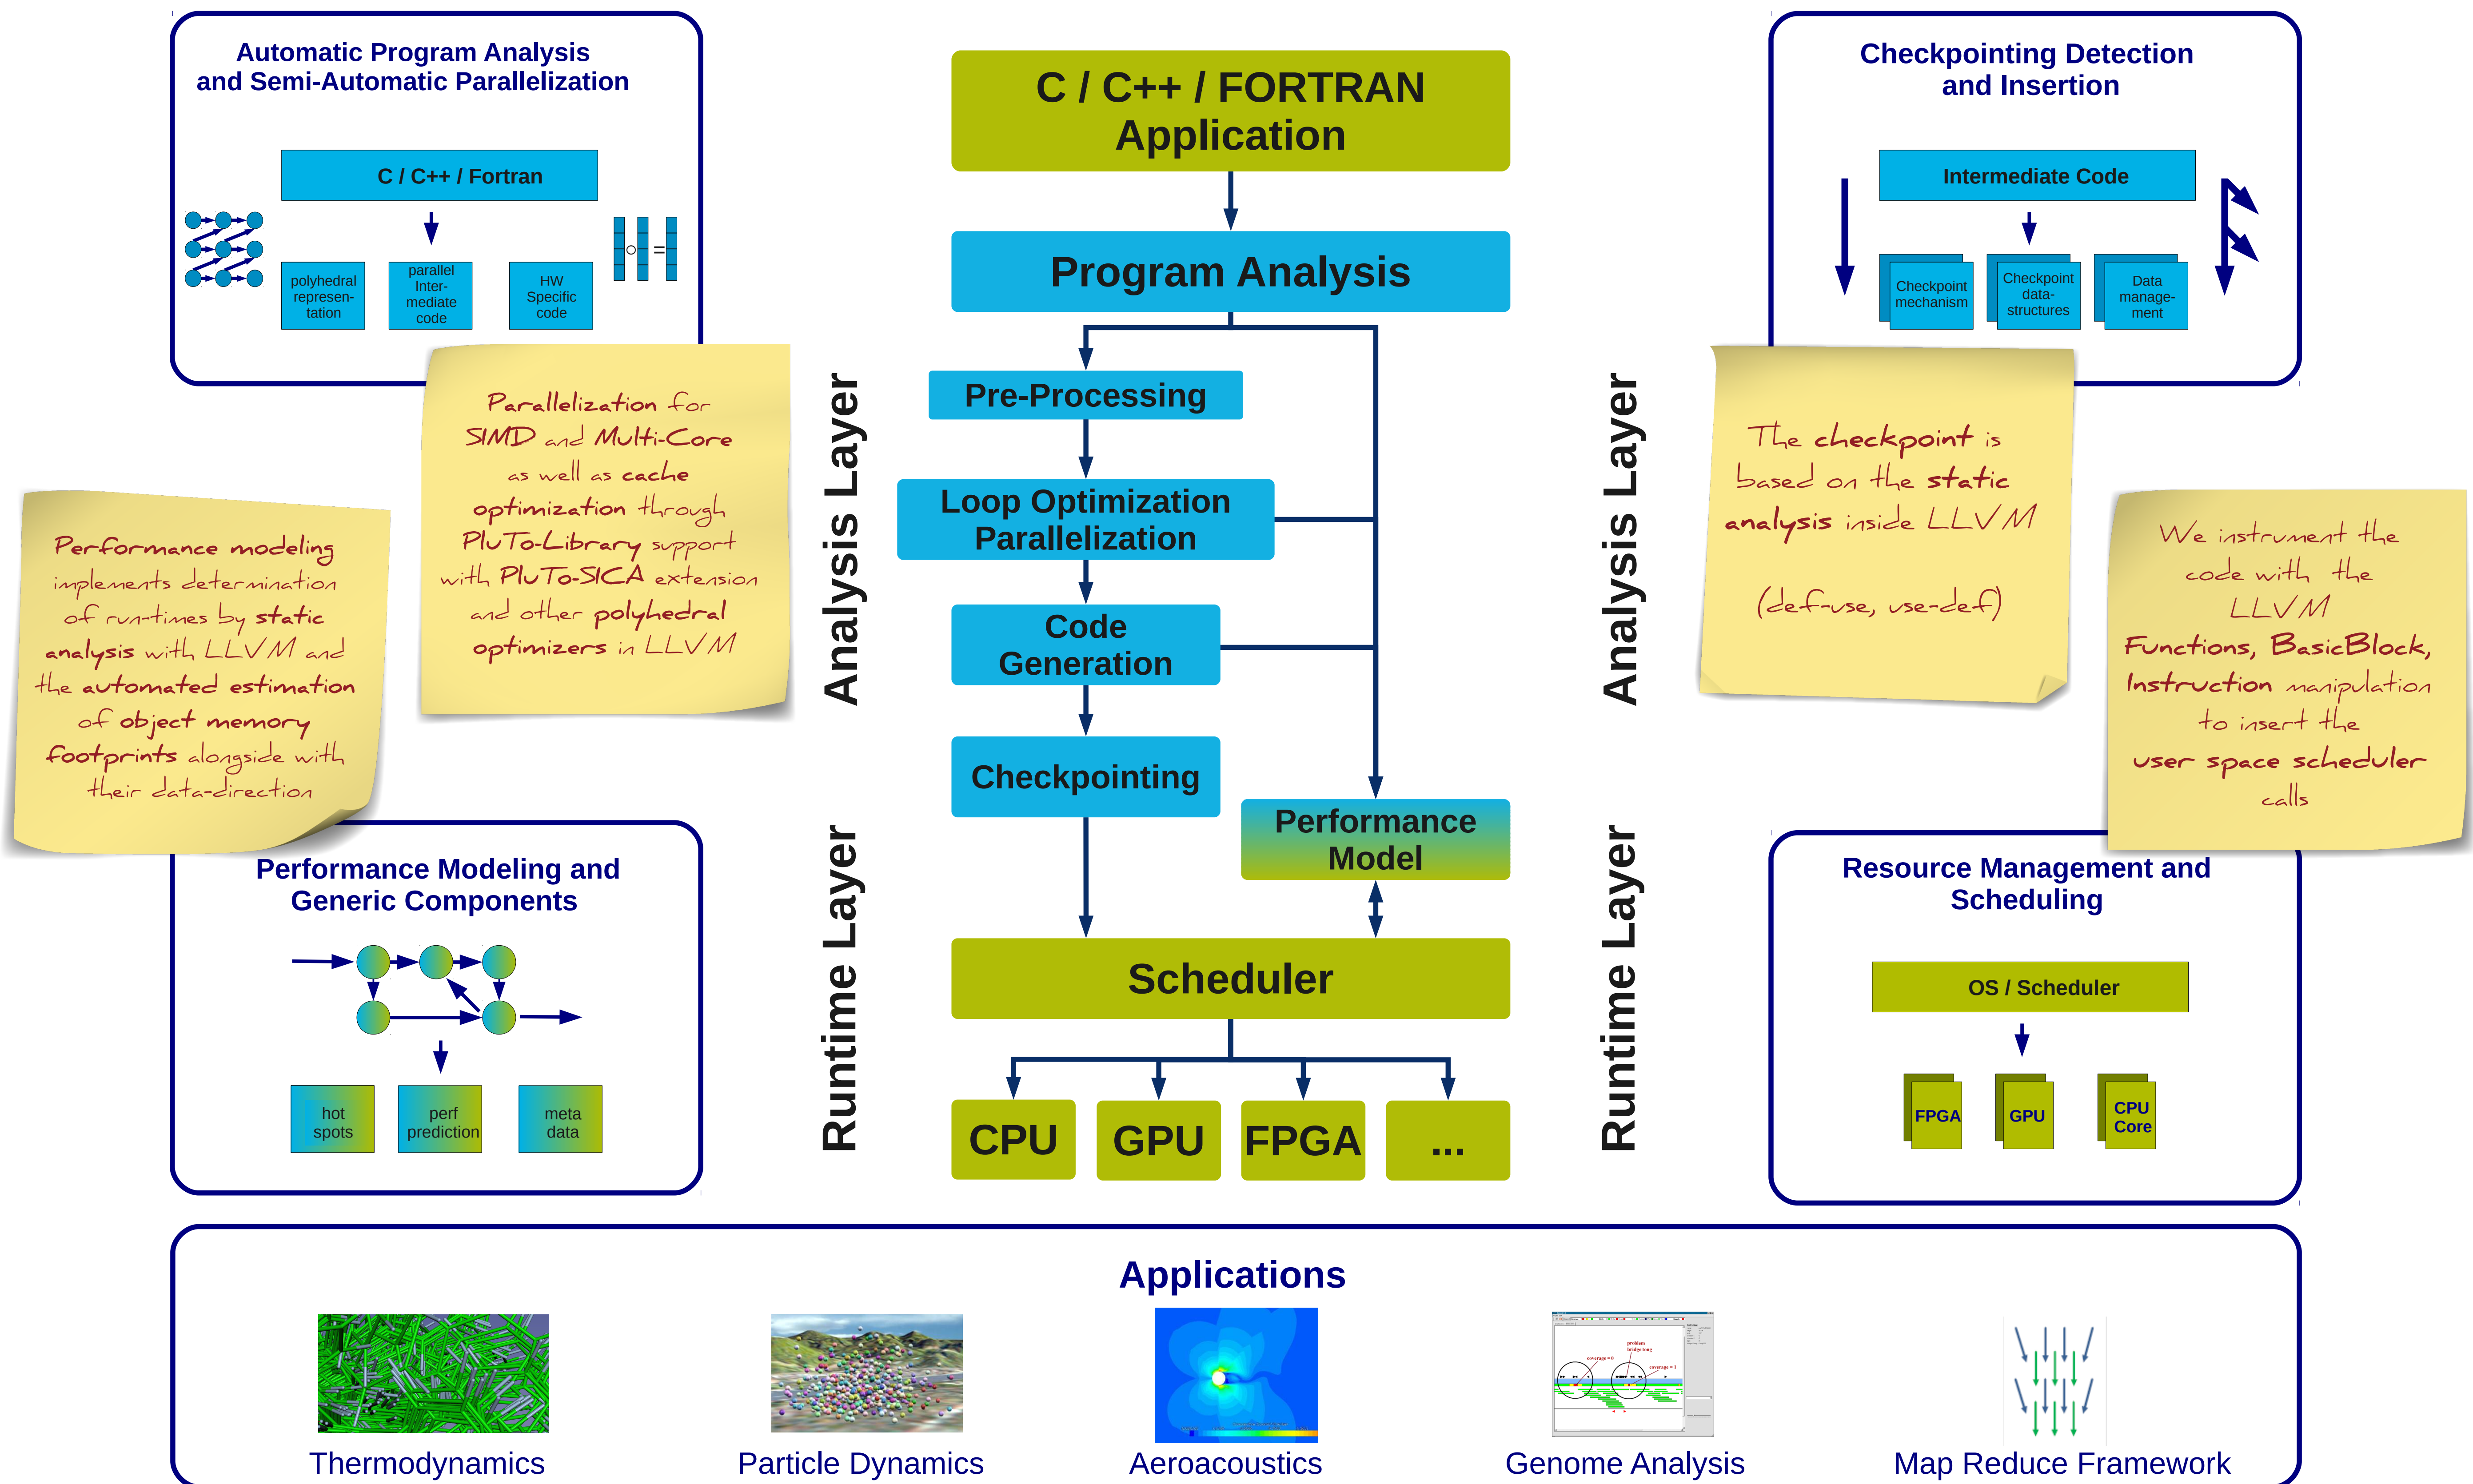 Automatic Program Analysis
and Semi-Automatic Parallelization
C / C++ / Fortran
=
polyhedral
represen-
tation
parallel
Inter-
mediate
code
HW
Specific
code
C / C++ / FORTRAN
Application
Program Analysis
Pre-Processing
Loop Optimization
Parallelization
Code
Generation
Checkpointing
Performance
Model
Scheduler
CPU
GPU
FPGA
...
Analysis Layer
Runtime Layer
Analysis Layer
Runtime Layer
Checkpointing Detection
and Insertion
Intermediate Code
Checkpoint
mechanism
Checkpoint
data-
structures
Data
manage-
ment
Parallelization for
SIMD and Multi-Core
as well as cache
optimization through
PluTo-Library support
with PluTo-SICA extension
and other polyhedral
optimizers in LLVM
Performance modeling
implements determination
of run-times by static
analysis with LLVM and
the automated estimation
of object memory
footprints alongside with
their data-direction
The checkpoint is
based on the static
analysis inside LLVM
(def-use, use-def)
We instrument the
code with the
LLVM
Functions, BasicBlock,
Instruction manipulation
to insert the
user space scheduler
calls
Performance Modeling and
Generic Components
hot
spots
perf
prediction
meta
data
Resource Management and
Scheduling
OS / Scheduler
FPGA
GPU
CPU
Core
Applications
problem
bridge tong
coverage = 0
coverage = 1
Thermodynamics
Particle Dynamics
Aeroacoustics
Genome Analysis
Map Reduce Framework